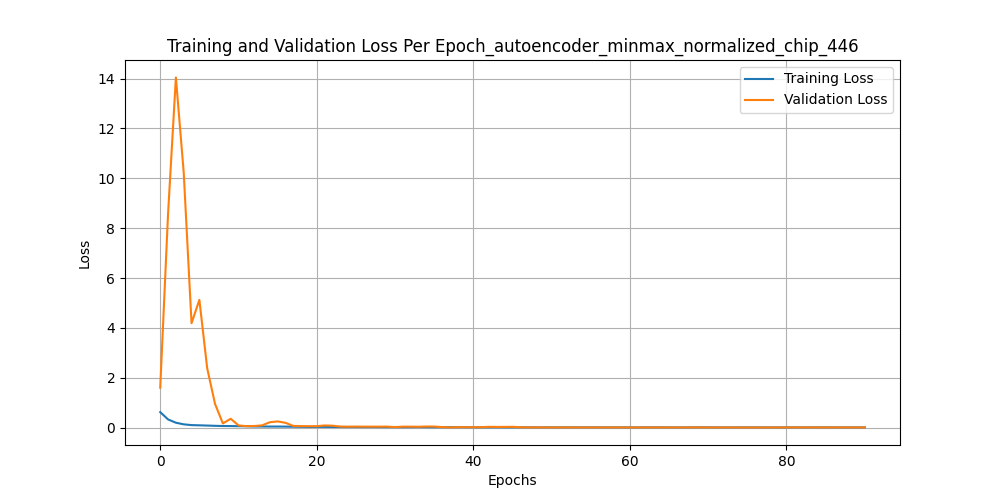 Training and Validation Loss Per Epoch_autoencoder_minmax_normalized_chip_446
Training Loss
Validation Loss
14
12
10
8
6
4
2
0
Loss
0 20 40 60 80
Epochs